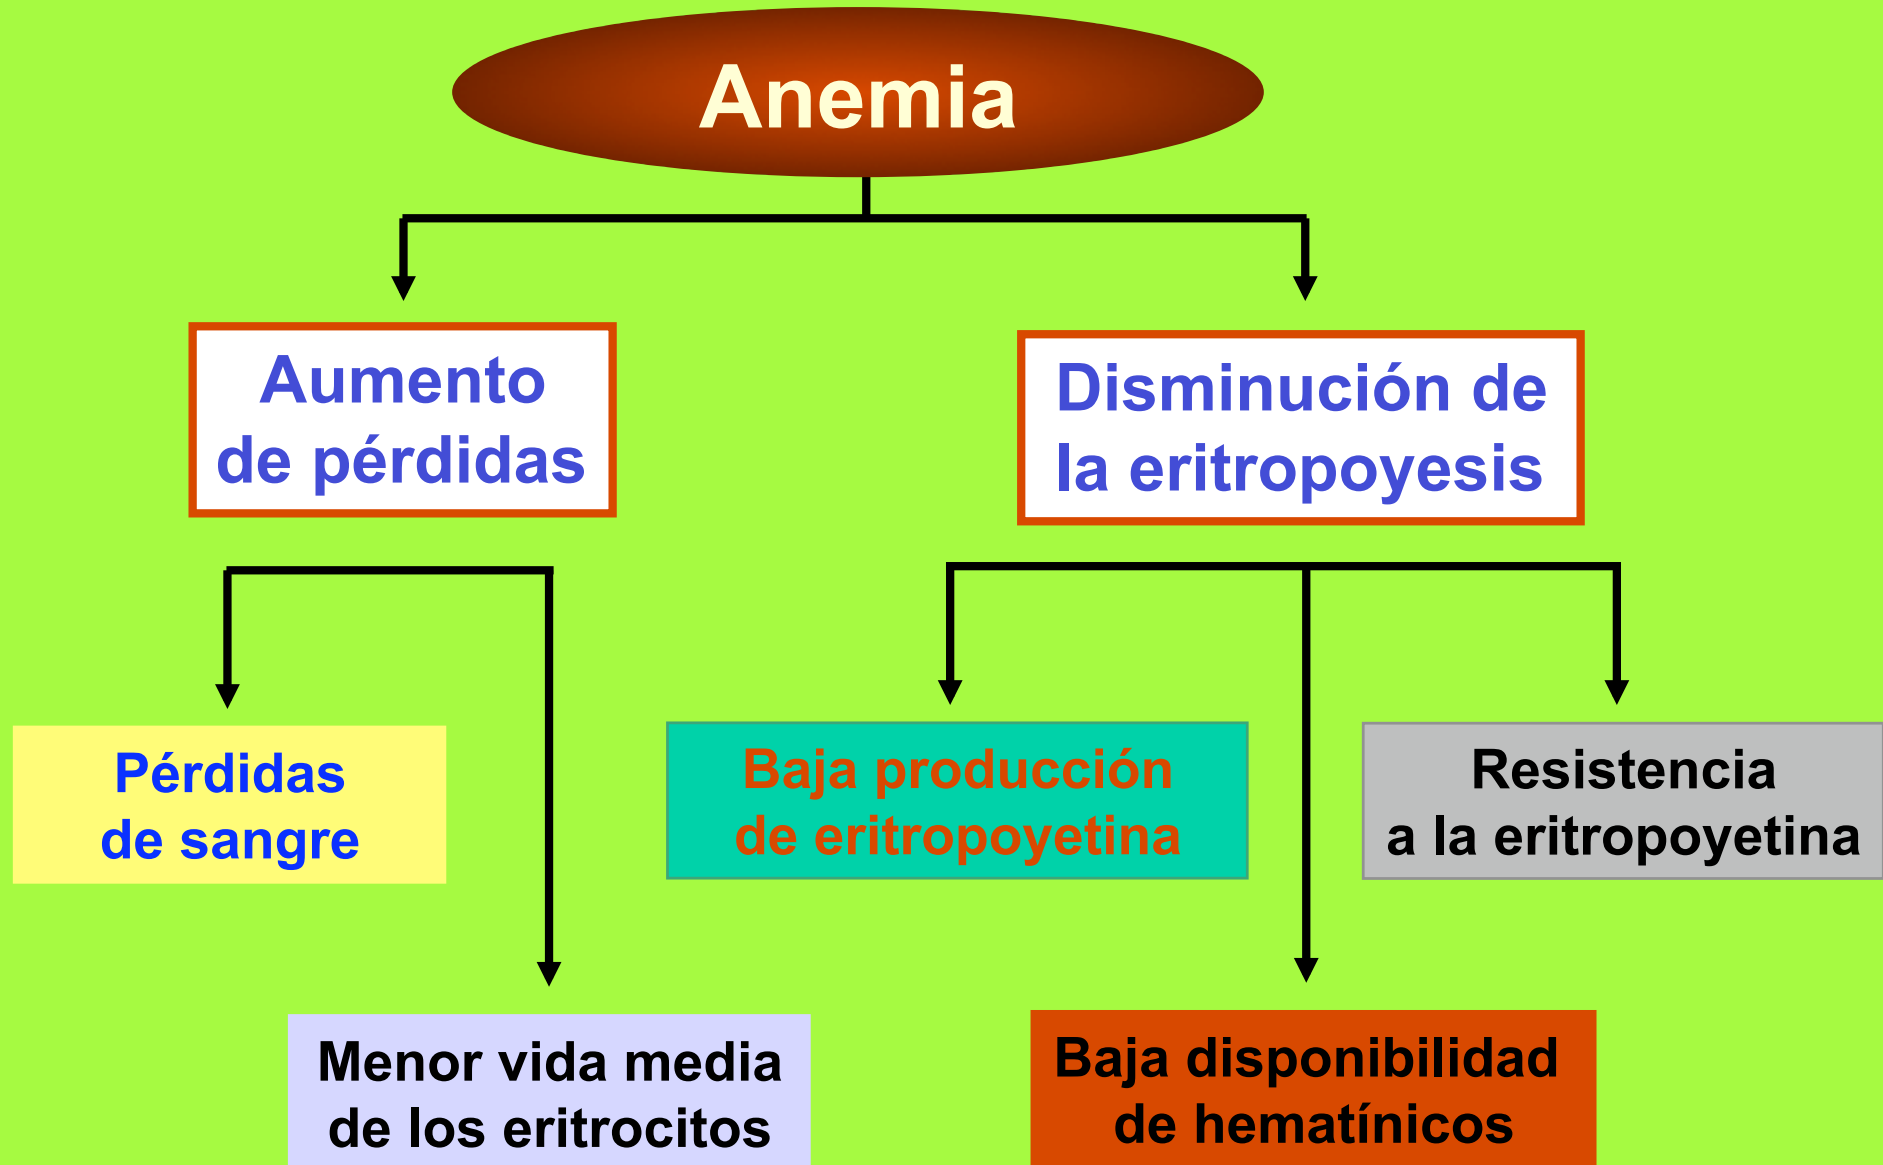 Anemia
Aumento
de pérdidas
Disminución de
la eritropoyesis
Pérdidas
de sangre
Baja producción
de eritropoyetina
Resistencia
a la eritropoyetina
Menor vida media
de los eritrocitos
Baja disponibilidad
de hematínicos